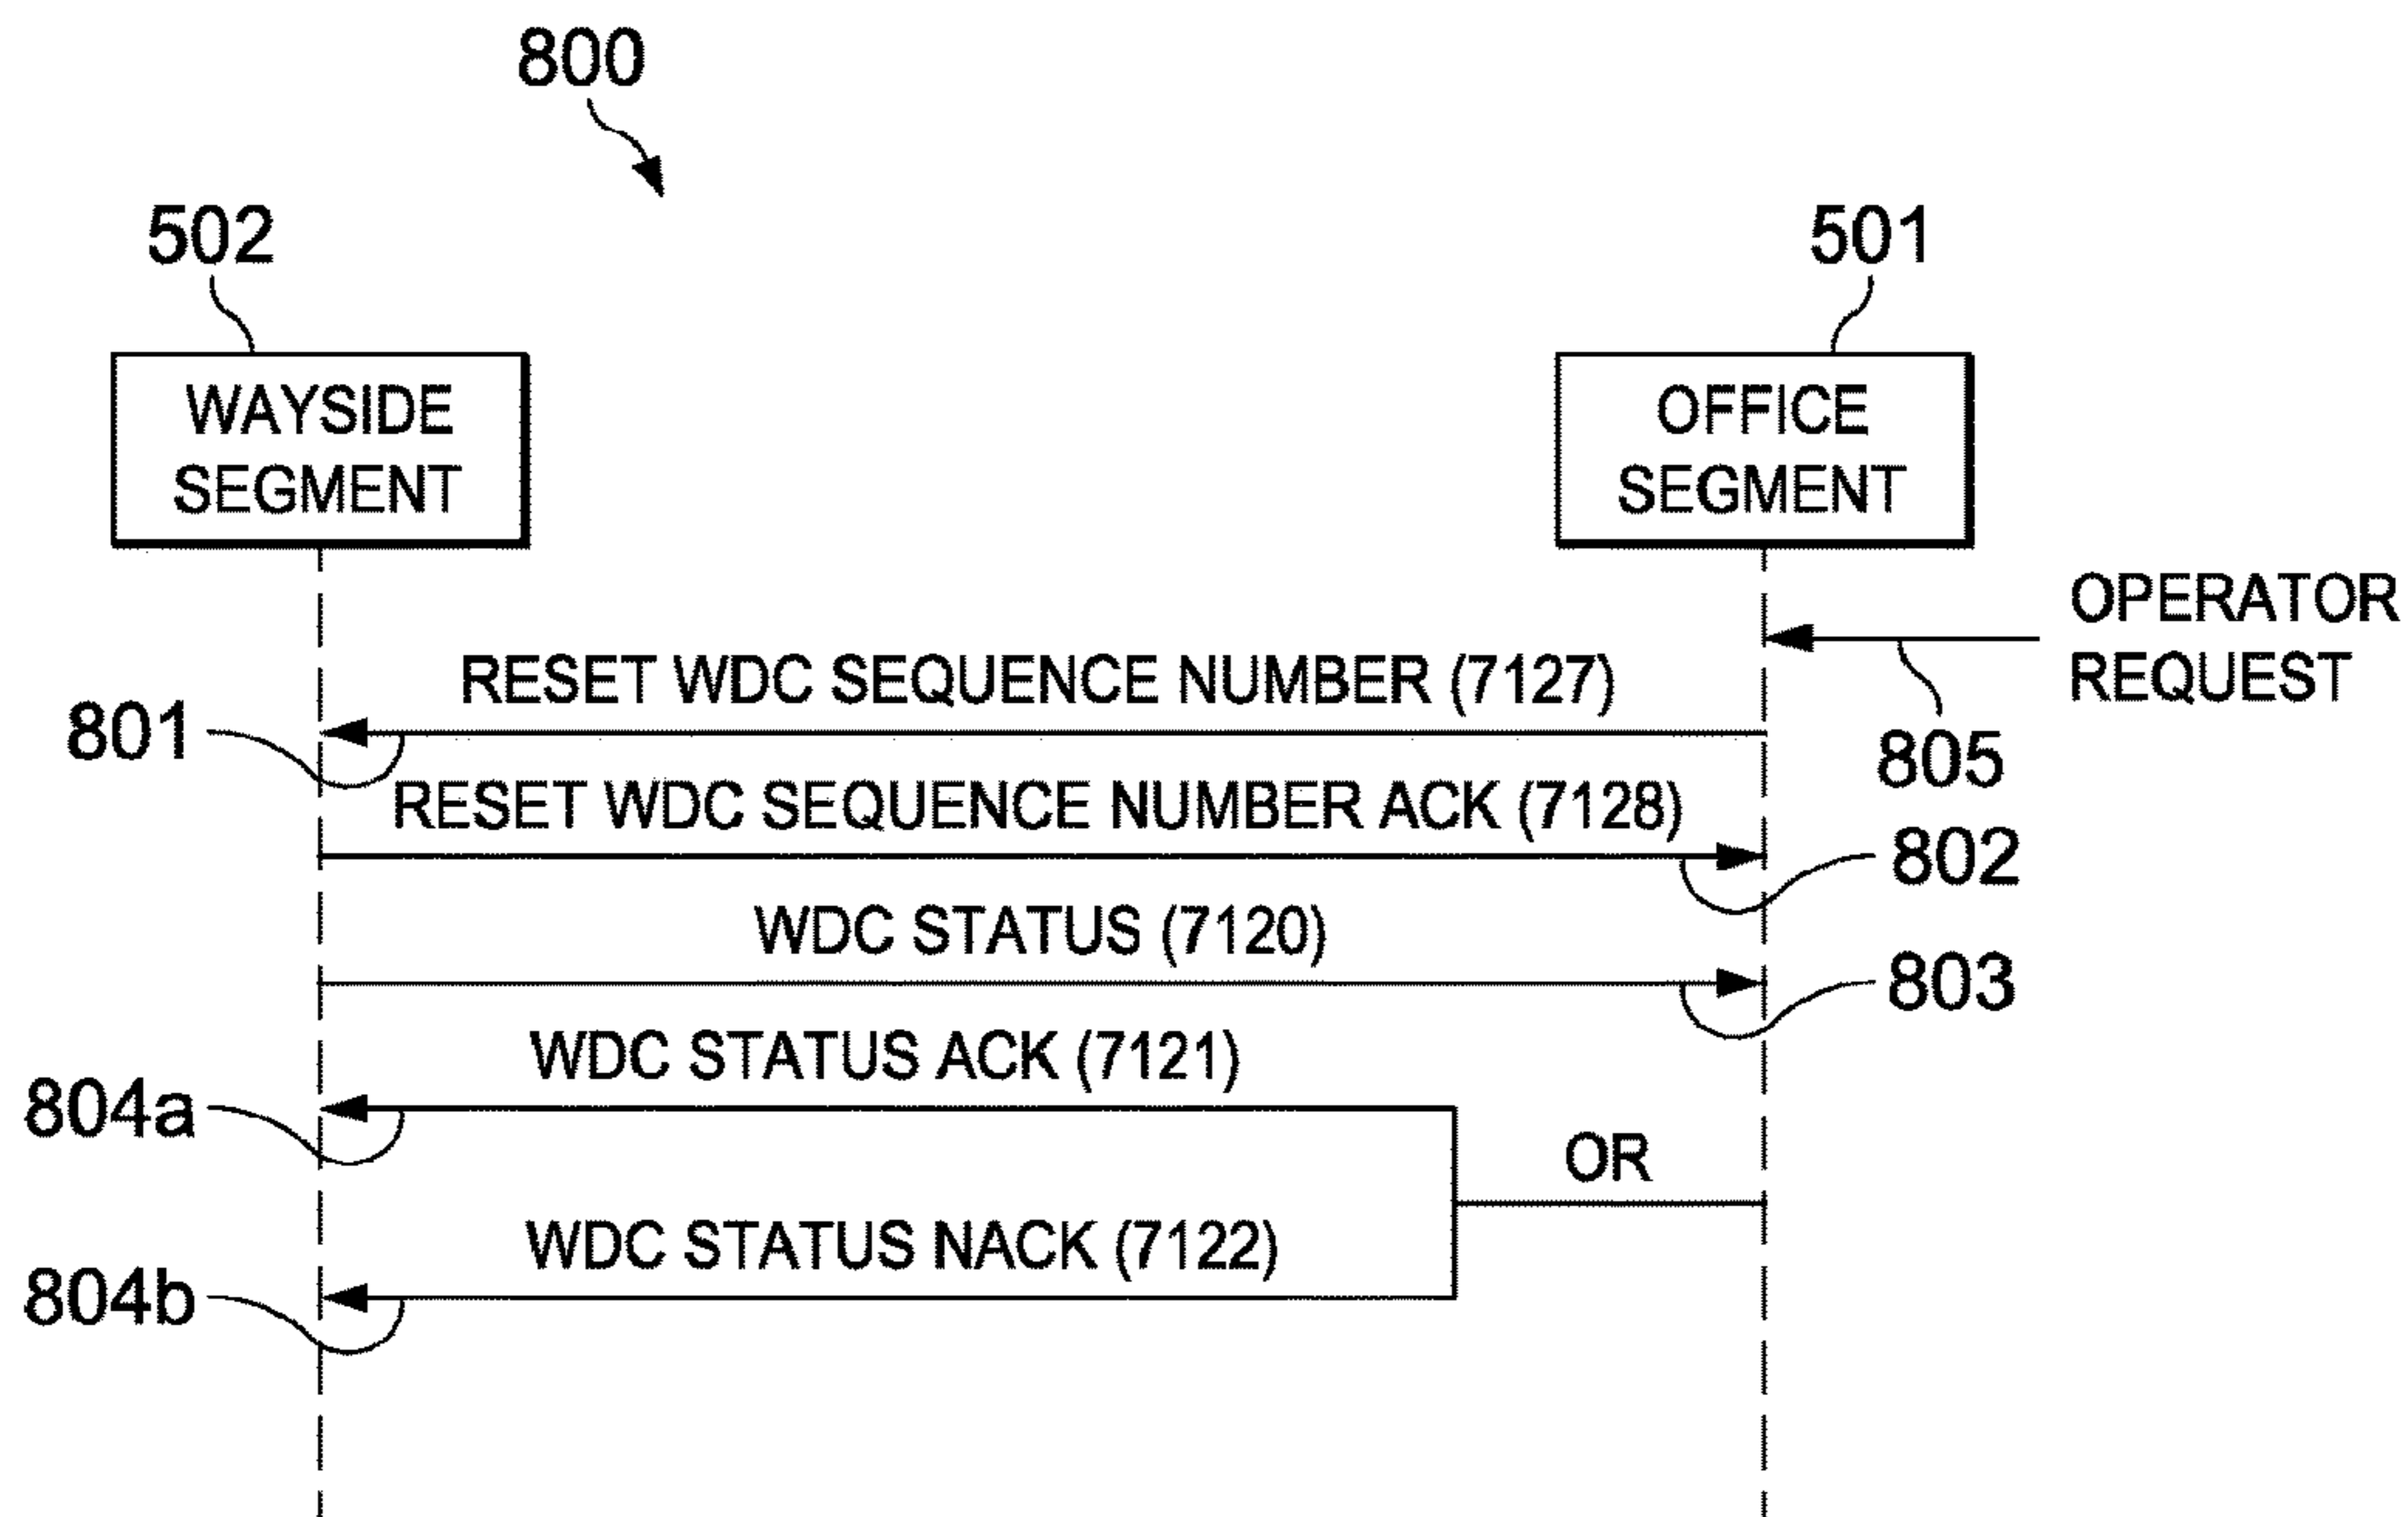 800
502
501
WAYSIDE
SEGMENT
OFFICE
SEGMENT
OPERATOR
REQUEST
805
RESET WDC SEQUENCE NUMBER (7127)
801
RESET WDC SEQUENCE NUMBER ACK (7128)
802
WDC STATUS (7120)
803
WDC STATUS ACK (7121)
804a
OR
WDC STATUS NACK (7122)
804b